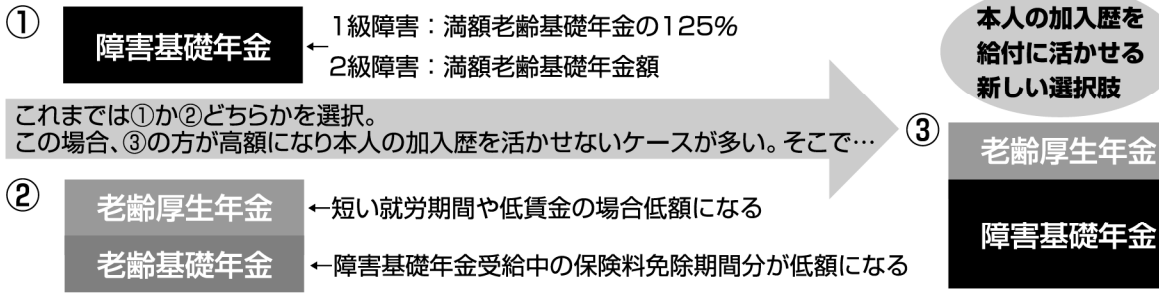 ①
障害基礎年金
←1級障害：満額老齢基礎年金の125%
2級障害：満額老齢基礎年金額
これまでは①か②どちらかを選択。
この場合、③の方が高額になり本人の加入歴を活かせないケースが多い。そこで…
②
老齢厚生年金
←短い就労期間や低賃金の場合低額になる
老齢基礎年金
←障害基礎年金受給中の保険料免除期間分が低額になる
本人の加入歴を
給付に活かせる
新しい選択肢
③
老齢厚生年金
障害基礎年金